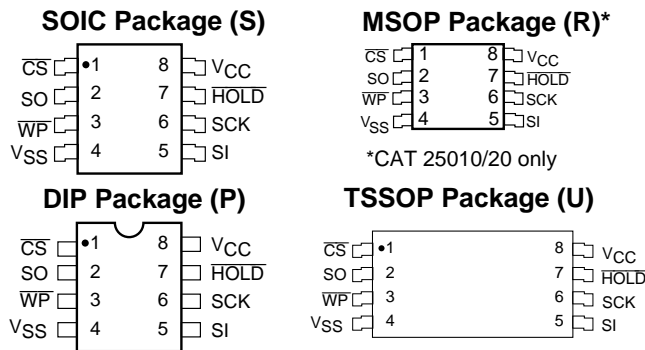 SOIC Package (S)
CS 1 8 VCC
SO 2 7 HOLD
WP 3 6 SCK
VSS 4 5 SI
MSOP Package (R)*
CS 1 8 VCC
SO 2 7 HOLD
WP 3 6 SCK
VSS 4 5 SI
*CAT 25010/20 only
DIP Package (P)
CS 1 8 VCC
SO 2 7 HOLD
WP 3 6 SCK
VSS 4 5 SI
TSSOP Package (U)
CS 1 8 VCC
SO 2 7 HOLD
WP 3 6 SCK
VSS 4 5 SI